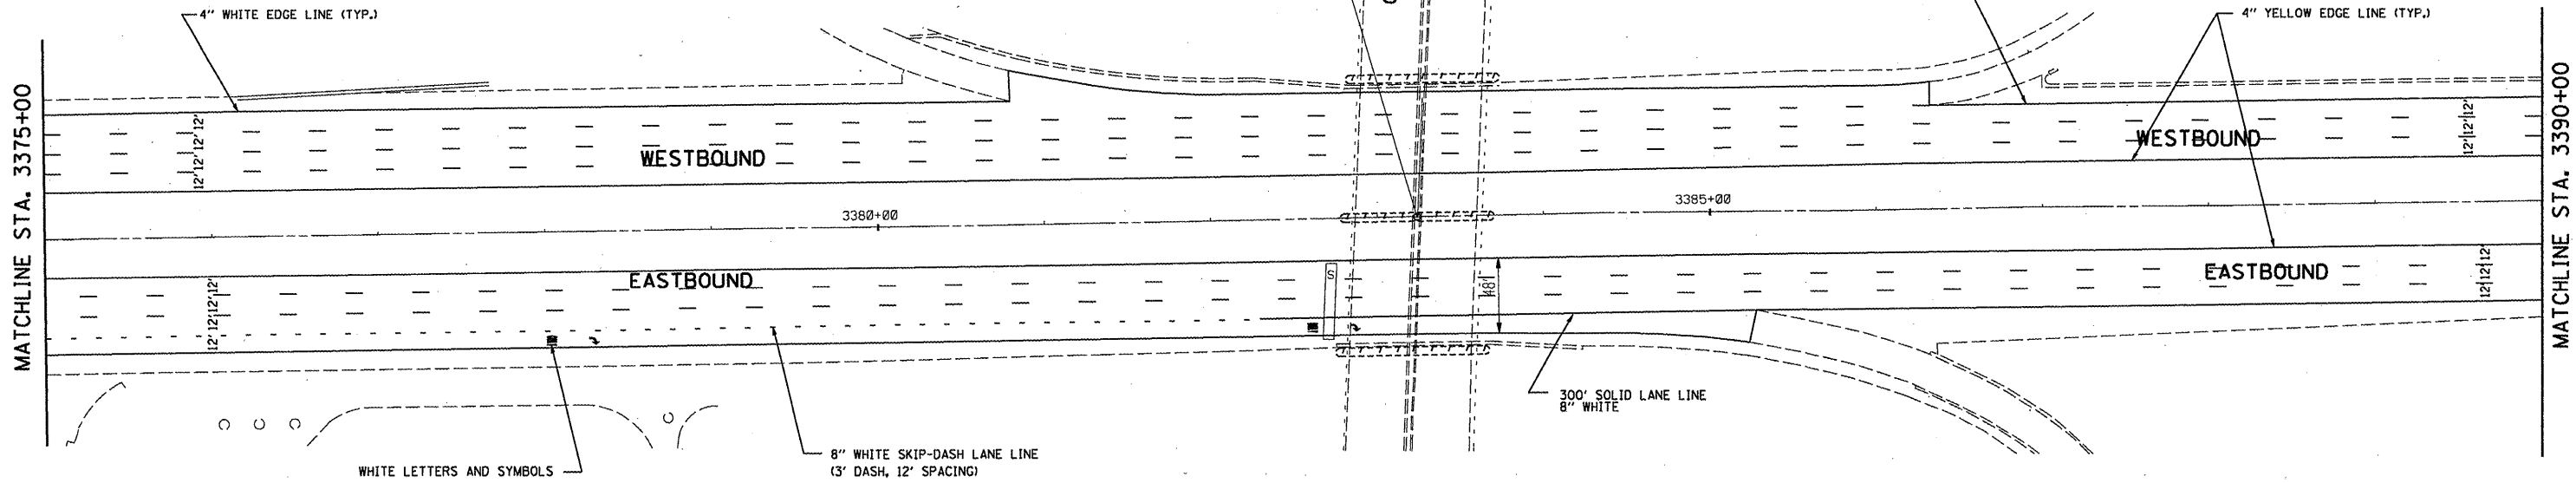 4" WHITE EDGE LINE (TYP.)
4" YELLOW EDGE LINE (TYP.)
MATCHLINE STA. 3375+00
MATCHLINE STA. 3390+00
12' 12' 12' 12'
WESTBOUND
WESTBOUND
12' 12' 12'
3380+00
3385+00
12' 12' 12' 12'
EASTBOUND
S
48'
EASTBOUND
12' 12' 12'
300' SOLID LANE LINE
8" WHITE
8" WHITE SKIP-DASH LANE LINE
(3' DASH, 12' SPACING)
WHITE LETTERS AND SYMBOLS